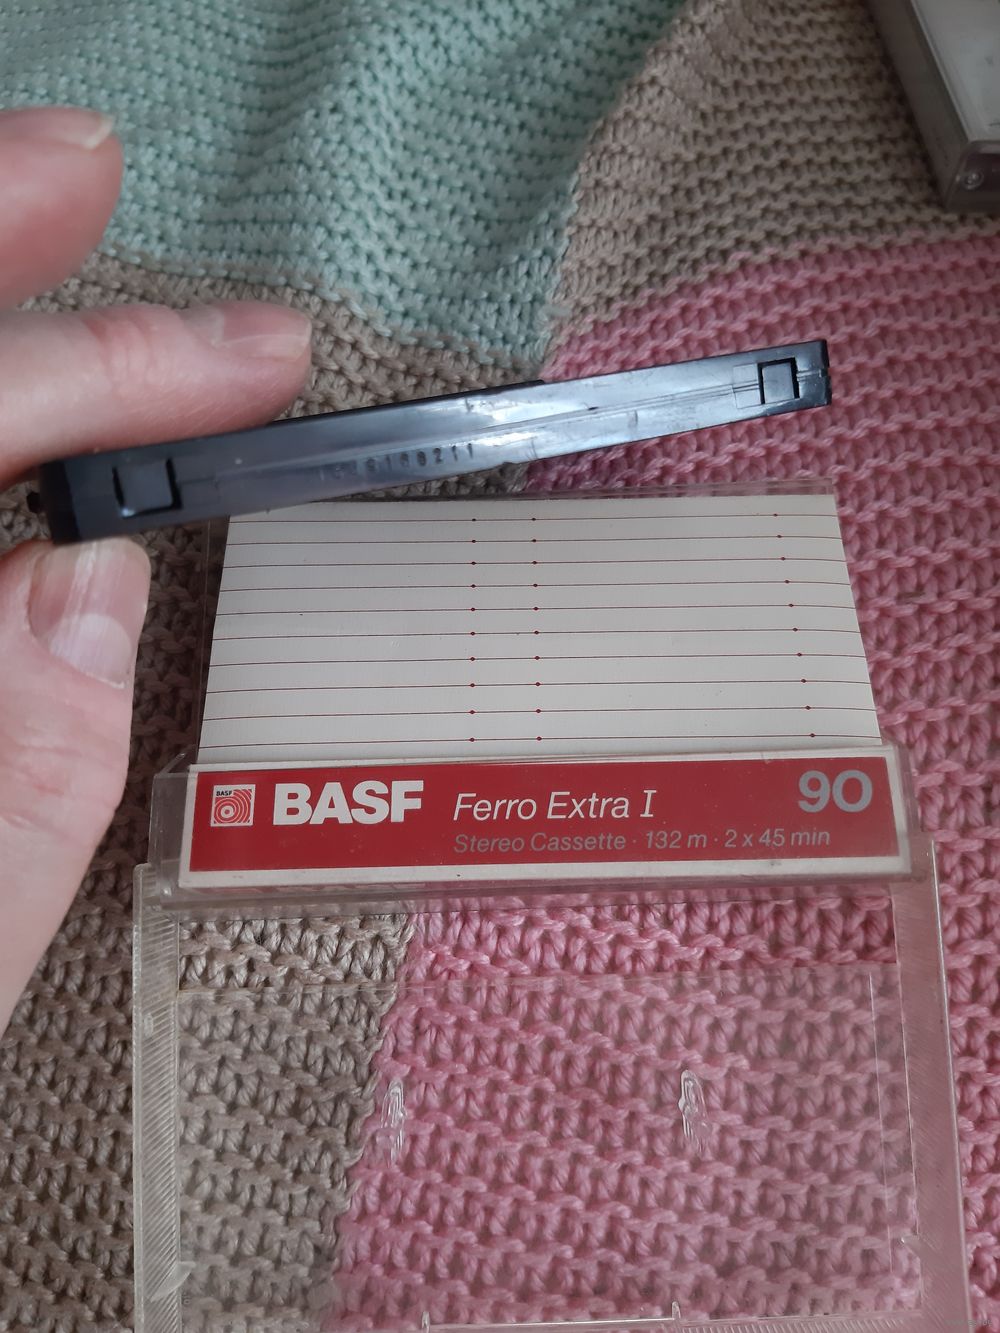 BASF
BASF Ferro Extra I 90
Stereo Cassette · 132 m · 2 x 45 min